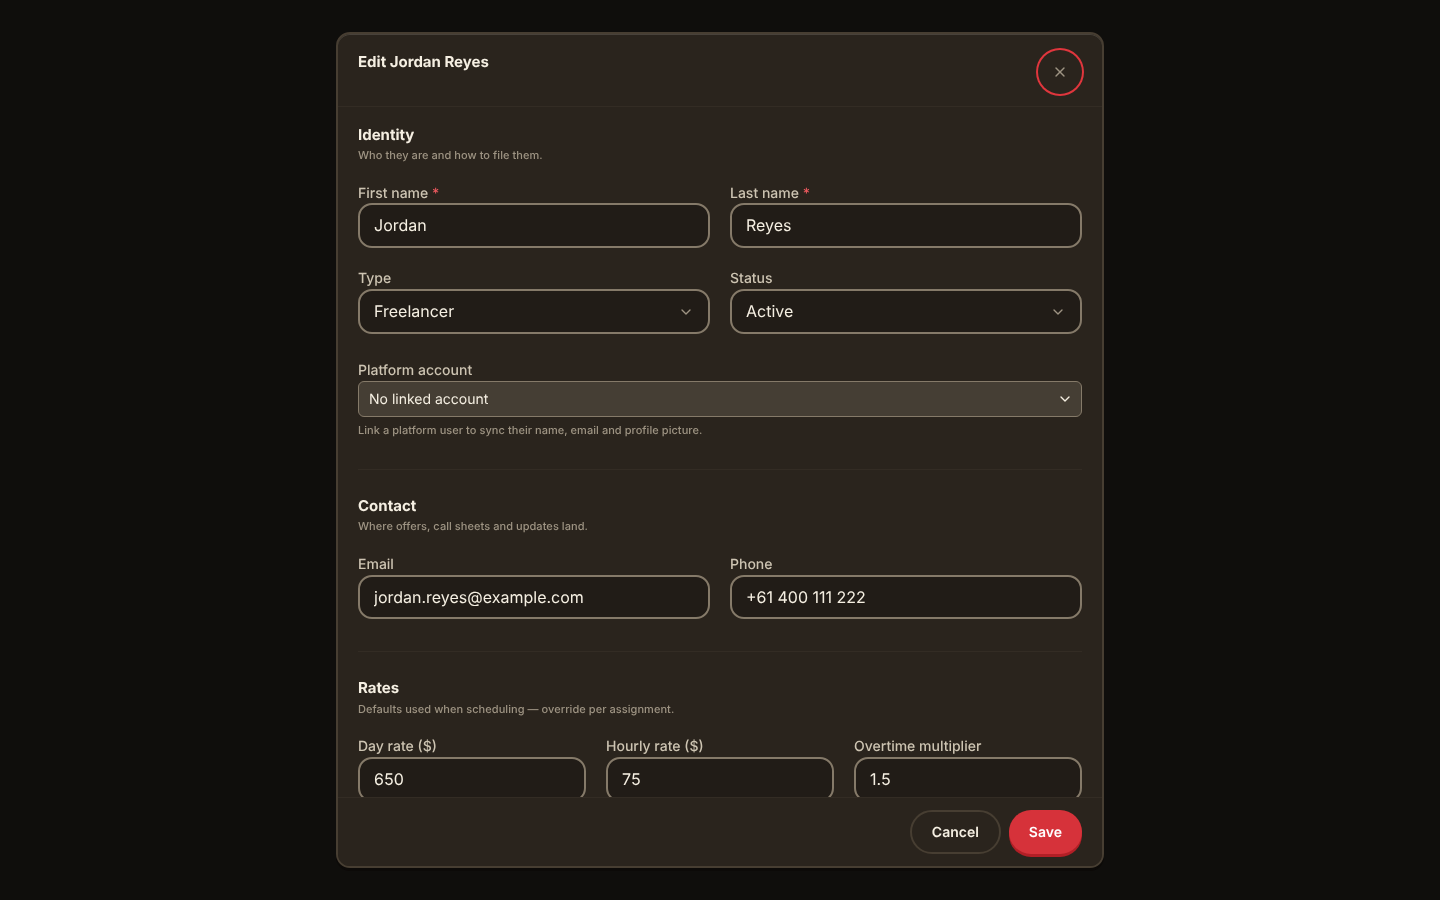 Edit Jordan Reyes
Identity
Who they are and how to file them.
First name *
Last name *
Jordan
Reyes
Type
Status
Freelancer
Active
Platform account
No linked account
Link a platform user to sync their name, email and profile picture.
Contact
Where offers, call sheets and updates land.
Email
Phone
jordan.reyes@example.com
+61 400 111 222
Rates
Defaults used when scheduling — override per assignment.
Day rate ($)
Hourly rate ($)
Overtime multiplier
650
75
1.5
Cancel
Save